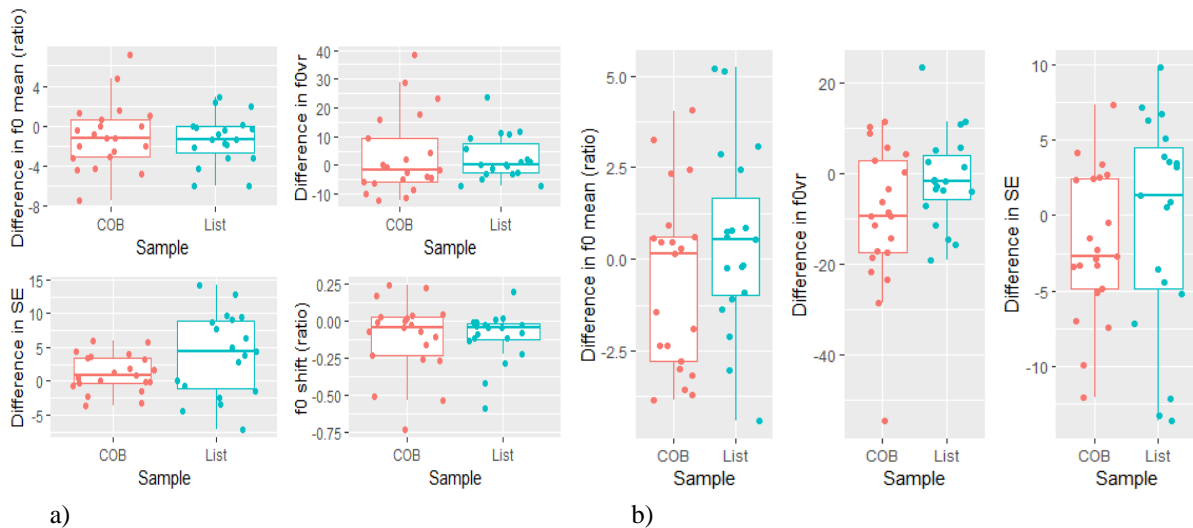 Difference in f0 mean (ratio)
4
0
-4
-8
COB
List
Sample
Difference in f0vr
40
30
20
10
0
-10
COB
List
Sample
Difference in SE
15
10
5
0
-5
COB
List
Sample
f0 shift (ratio)
0.25
0.00
-0.25
-0.50
-0.75
COB
List
Sample
a)
Difference in f0 mean (ratio)
5.0
2.5
0.0
-2.5
COB
List
Sample
Difference in f0vr
20
0
-20
-40
COB
List
Sample
Difference in SE
10
5
0
-5
-10
COB
List
Sample
b)